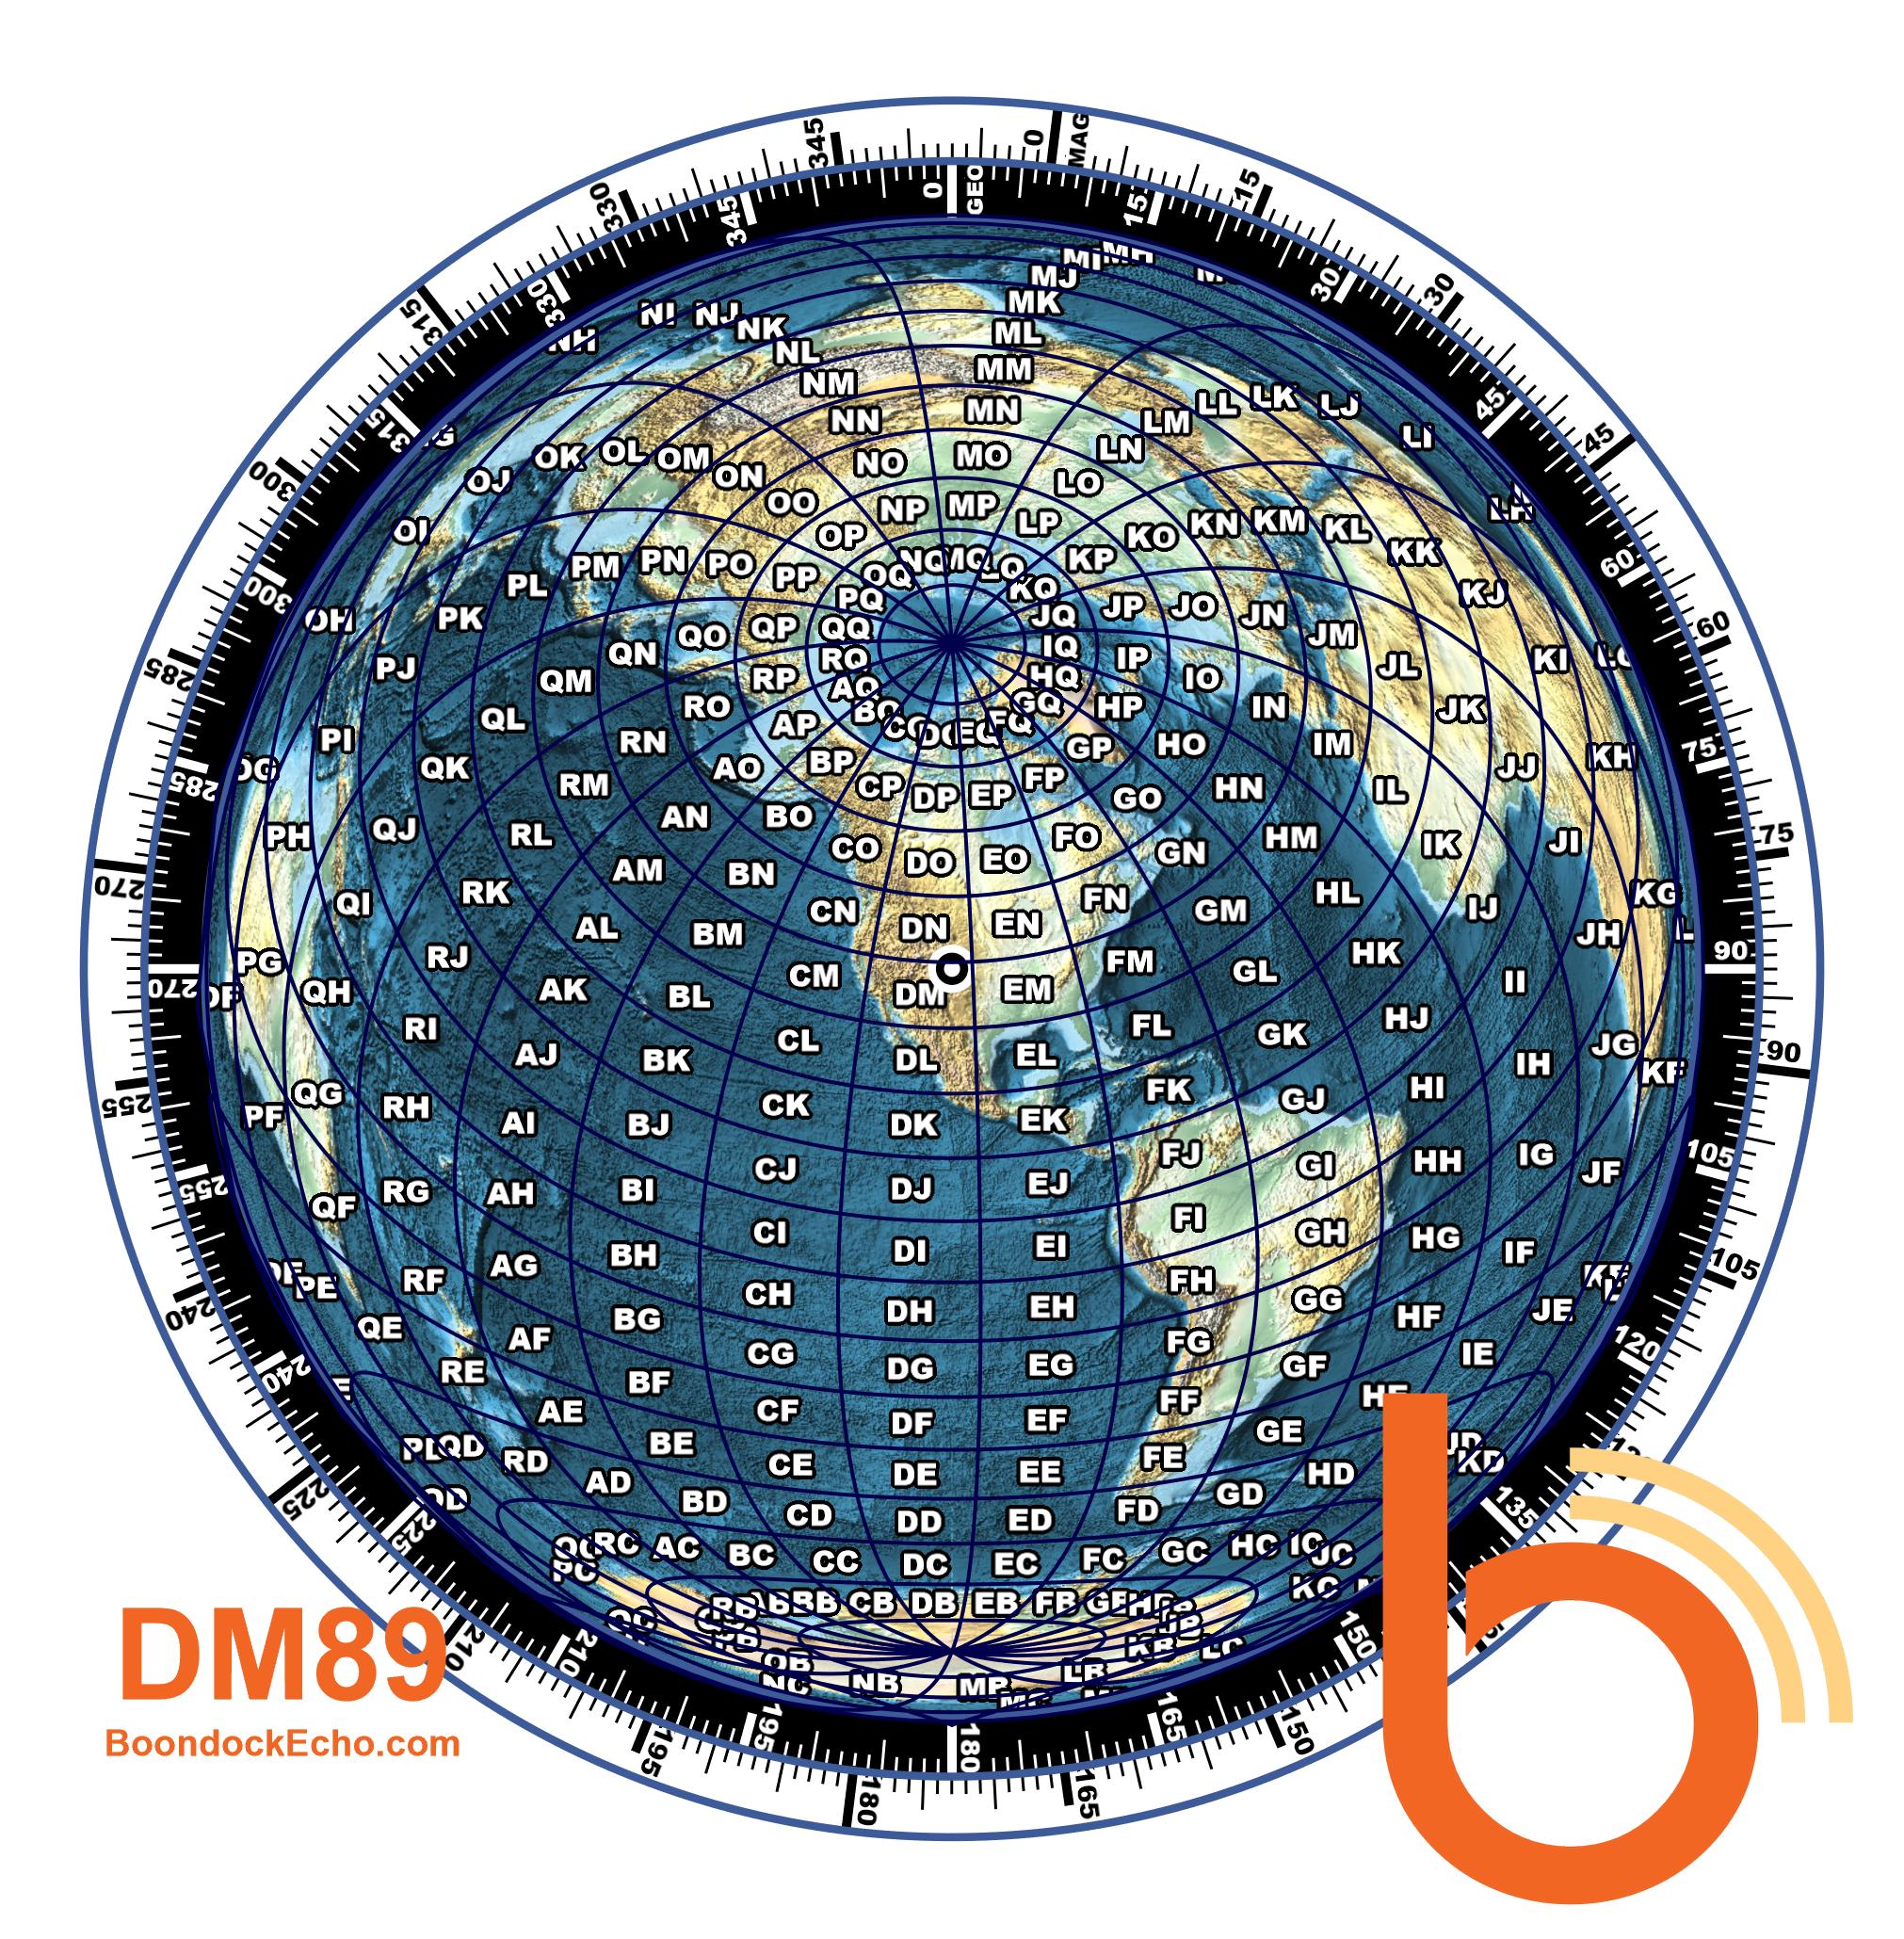 345 0 MAG
330 345 0 GEO 15 15
315 330 30 30
MI MH
MJ
NI NJ MK
NH NK ML
NL MM
NM MN LL LK LJ
315 NN LM LI 45 45
OK OL OM NO MO LN
300 OJ ON LO
OO NP MP LP LH
OI OP KO KN KM KL
PM PN PO PP OQ NQ MQ LQ KP KK 60
300 PL PQ KQ KJ
OH PK QO QP QQ JQ JP JO JN JM 60
285 PJ QN RQ IQ IP JL KI
QM RP AQ HQ IO
QL RO BQ GQ HP IN JK
PI RN AP CQ DQ EQ FQ GP HO IM KH 75
285 QK AO BP FP JJ
RM CP DP EP GO HN IL
PH QJ RL AN BO FO HM IK JI 75
CO DO EO GN
270 RK AM BN FN HL KG
QI CN GM IJ
AL BM DN EN JH
PG RJ FM GL HK 90
270 QH AK BL CM DM EM II
RI CL FL GK HJ JG 90
AJ BK DL EL IH KF
255 QG RH CK FK GJ HI
PF AI BJ DK EK
CJ FJ GI HH IG JF 105
255 RG AH BI DJ EJ
QF CI FI GH HG
AG BH DI EI IF 105
240 PE RF CH FH GG KE
QE BG DH EH HF JE
AF CG FG IE 120
240 RE BF DG EG GF
AE CF DF EF FF
BE CE FE GE
QD RD AD DE EE HD KD
225 BD CD FD GD 135
225 OD DD ED
RC AC BC CC DC EC FC GC HC IC JC
PC KC
RB BB CB DB EB FB
DM89 210 210 150
OB NB MB LB KB
NC MC
BoondockEcho.com 195 195 180 165 150
180 165